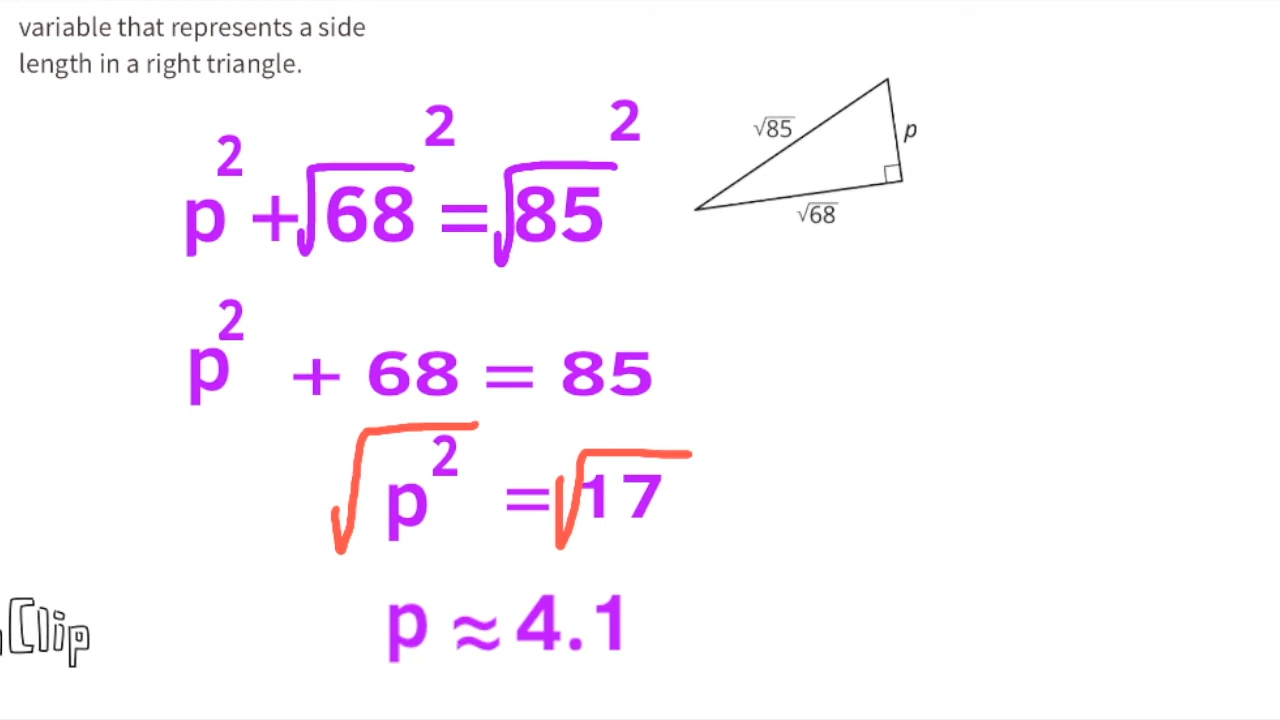 variable that represents a side
length in a right triangle.
p² + √68² = √85²
√85
p
√68
p² + 68 = 85
√p² = √17
p ≈ 4.1
Clip